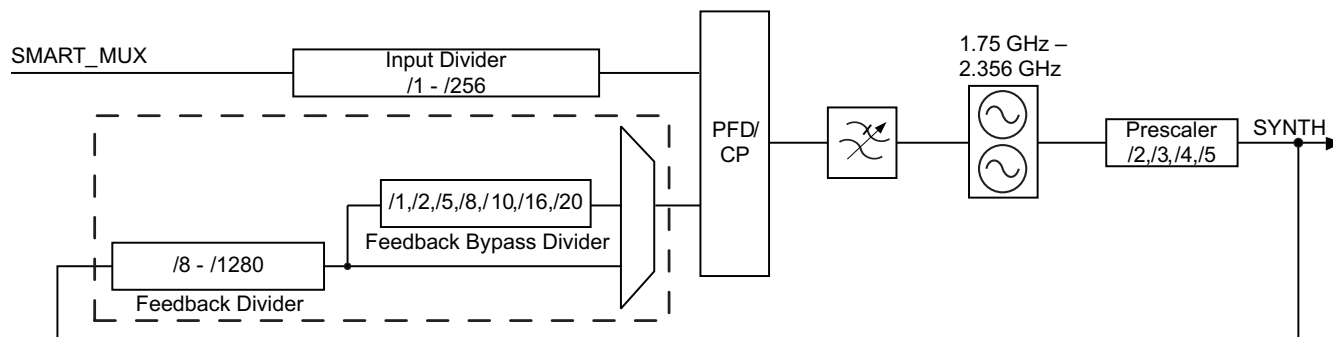 SMART_MUX
Input Divider
/1 - /256
PFD/
CP
1.75 GHz –
2.356 GHz
Prescaler
/2,/3,/4,/5
SYNTH
/1,/2,/5,/8,/10,/16,/20
Feedback Bypass Divider
/8 - /1280
Feedback Divider